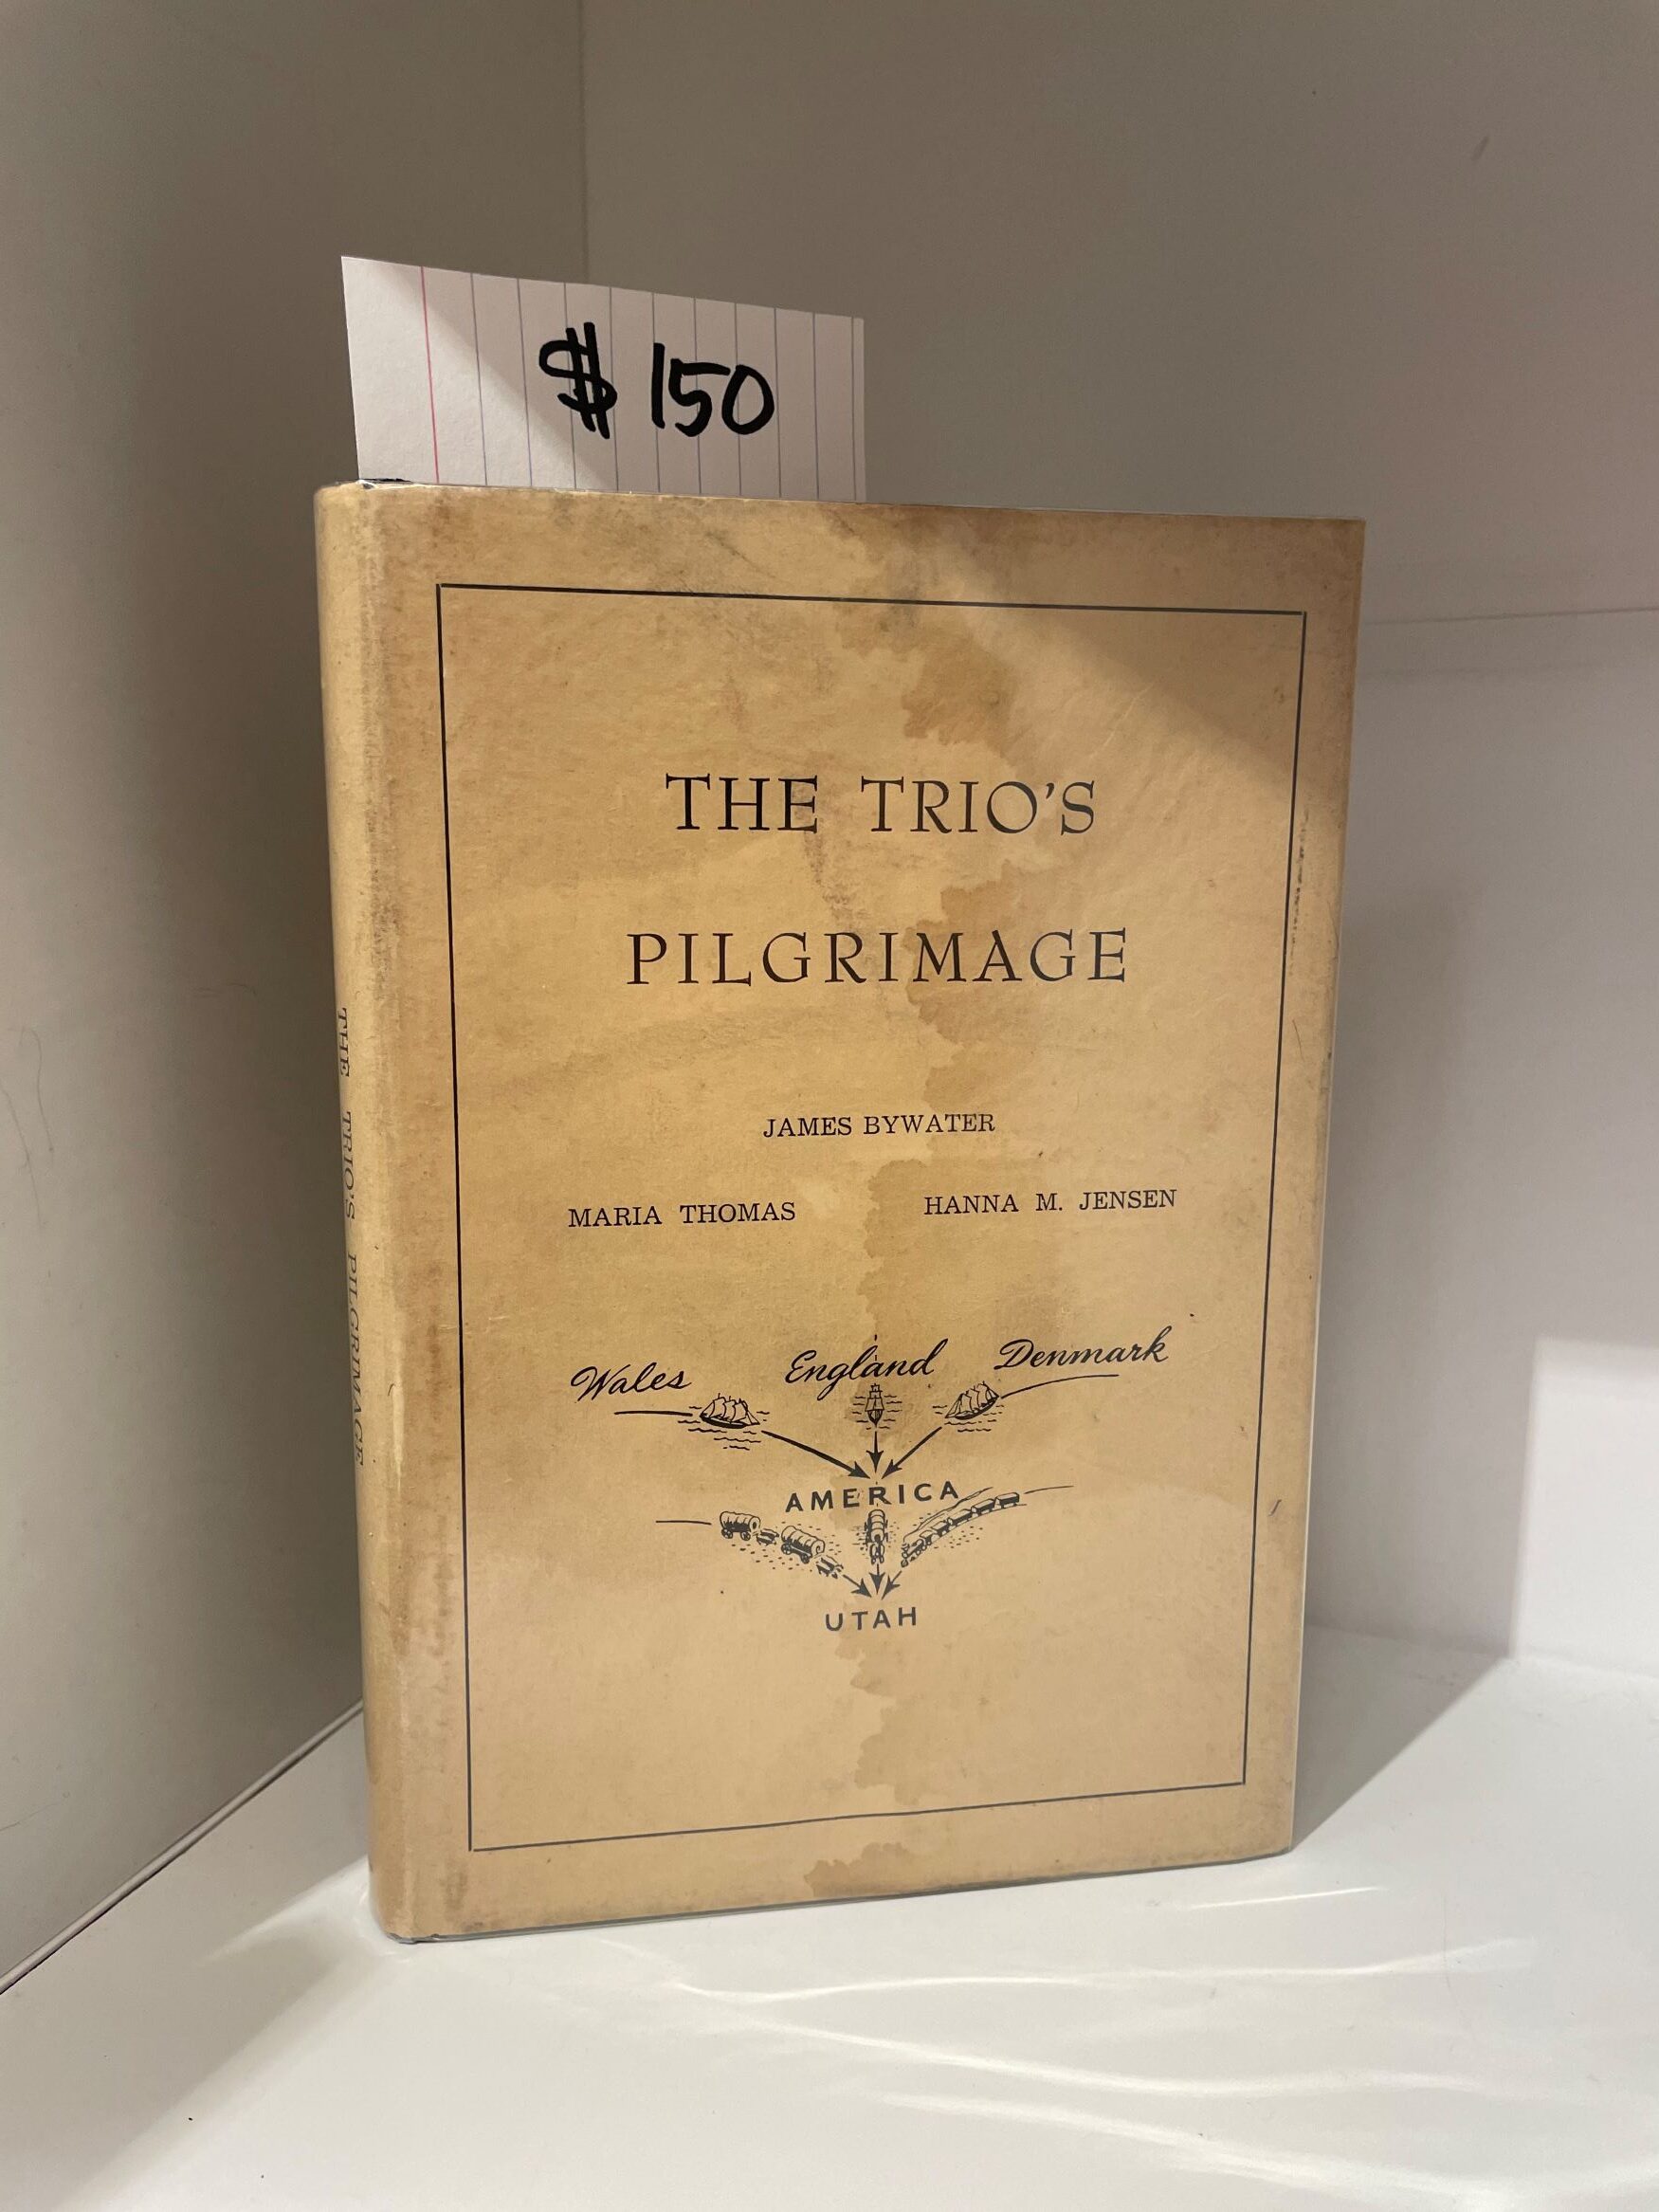 $ 150
THE TRIO'S
PILGRIMAGE
JAMES BYWATER
MARIA THOMAS HANNA M. JENSEN
Wales England Denmark
AMERICA
UTAH
THE TRIO'S PILGRIMAGE